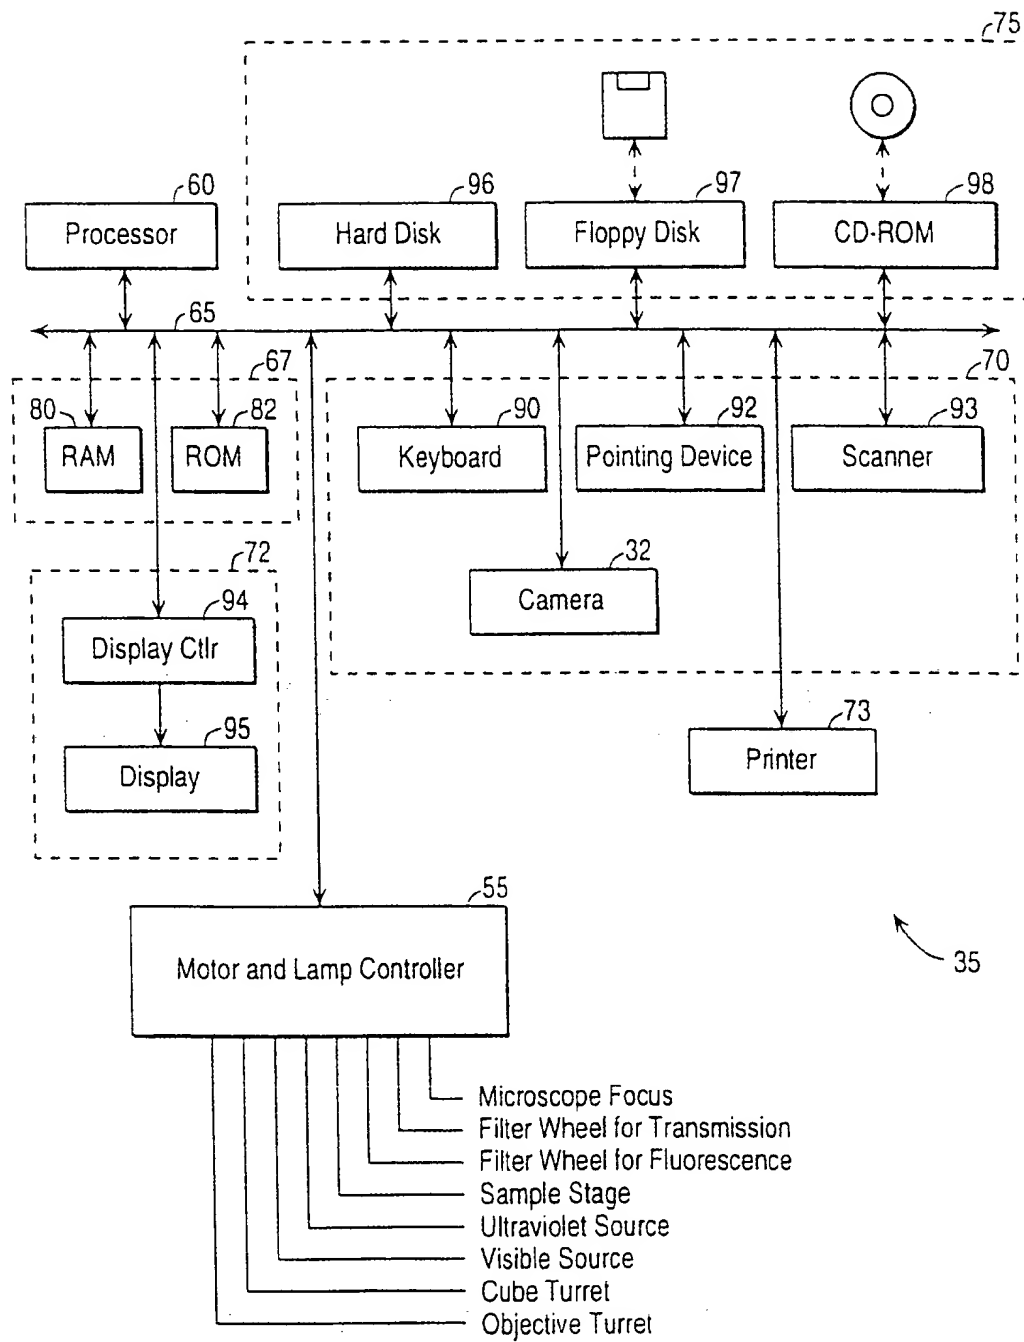 75
60
Processor
96
Hard Disk
97
Floppy Disk
98
CD-ROM
65
67
80
RAM
82
ROM
70
90
Keyboard
92
Pointing Device
93
Scanner
32
Camera
72
94
Display Ctlr
95
Display
73
Printer
55
Motor and Lamp Controller
35
Microscope Focus
Filter Wheel for Transmission
Filter Wheel for Fluorescence
Sample Stage
Ultraviolet Source
Visible Source
Cube Turret
Objective Turret